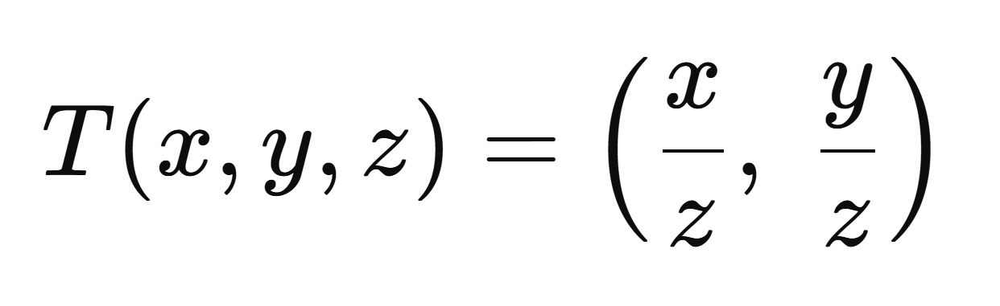 T(x, y, z) = (x/z, y/z)